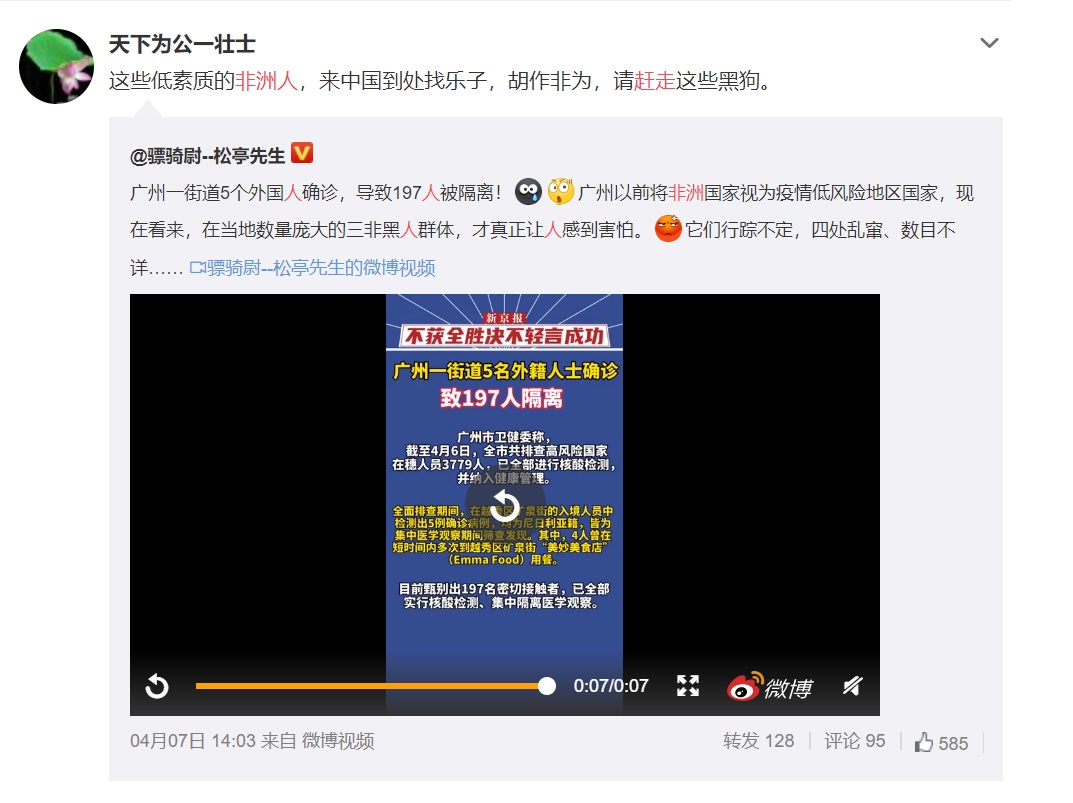 天下为公一壮士
这些低素质的非洲人，来中国到处找乐子，胡作非为，请赶走这些黑狗。
@骠骑尉--松亭先生
广州一街道5个外国人确诊，导致197人被隔离！广州以前将非洲国家视为疫情低风险地区国家，现
在看来，在当地数量庞大的三非黑人群体，才真正让人感到害怕。它们行踪不定，四处乱窜、数目不
详…… 骠骑尉--松亭先生的微博视频
新京报
不获全胜决不轻言成功
广州一街道5名外籍人士确诊
致197人隔离
广州市卫健委称，
截至4月6日，全市共排查高风险国家
在穗人员3779人，已全部进行核酸检测，
并纳入健康管理。
全面排查期间，在越秀区矿泉街的入境人员中
检测出5例确诊病例，均为尼日利亚籍，皆为
集中医学观察期间筛查发现。其中，4人曾在
短时间内多次到越秀区矿泉街“美妙美食店”
（Emma Food）用餐。
目前甄别出197名密切接触者，已全部
实行核酸检测、集中隔离医学观察。
0:07/0:07
微博
04月07日 14:03 来自 微博视频
转发 128 评论 95 585